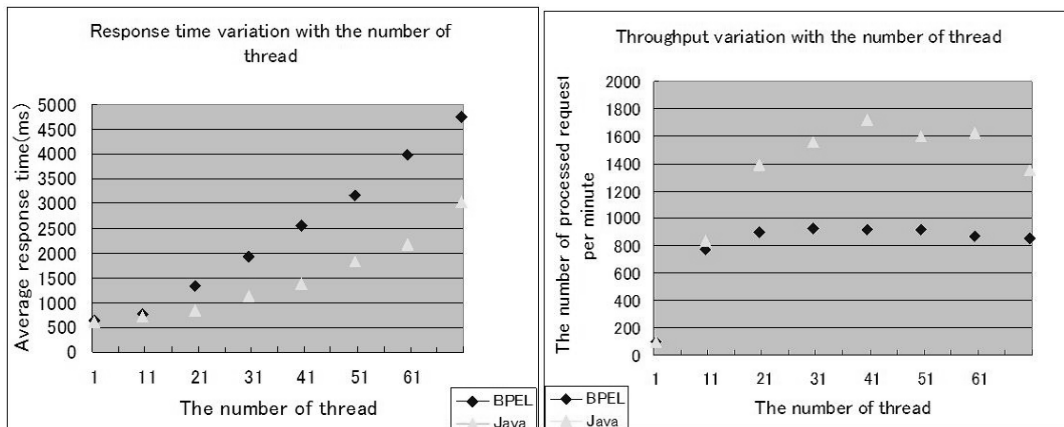 Response time variation with the number of
thread
Average response time(ms)
5000
4500
4000
3500
3000
2500
2000
1500
1000
500
0
1 11 21 31 41 51 61
The number of thread
BPEL
Java
Throughput variation with the number of thread
The number of processed request
per minute
2000
1800
1600
1400
1200
1000
800
600
400
200
0
1 11 21 31 41 51 61
The number of thread
BPEL
Java